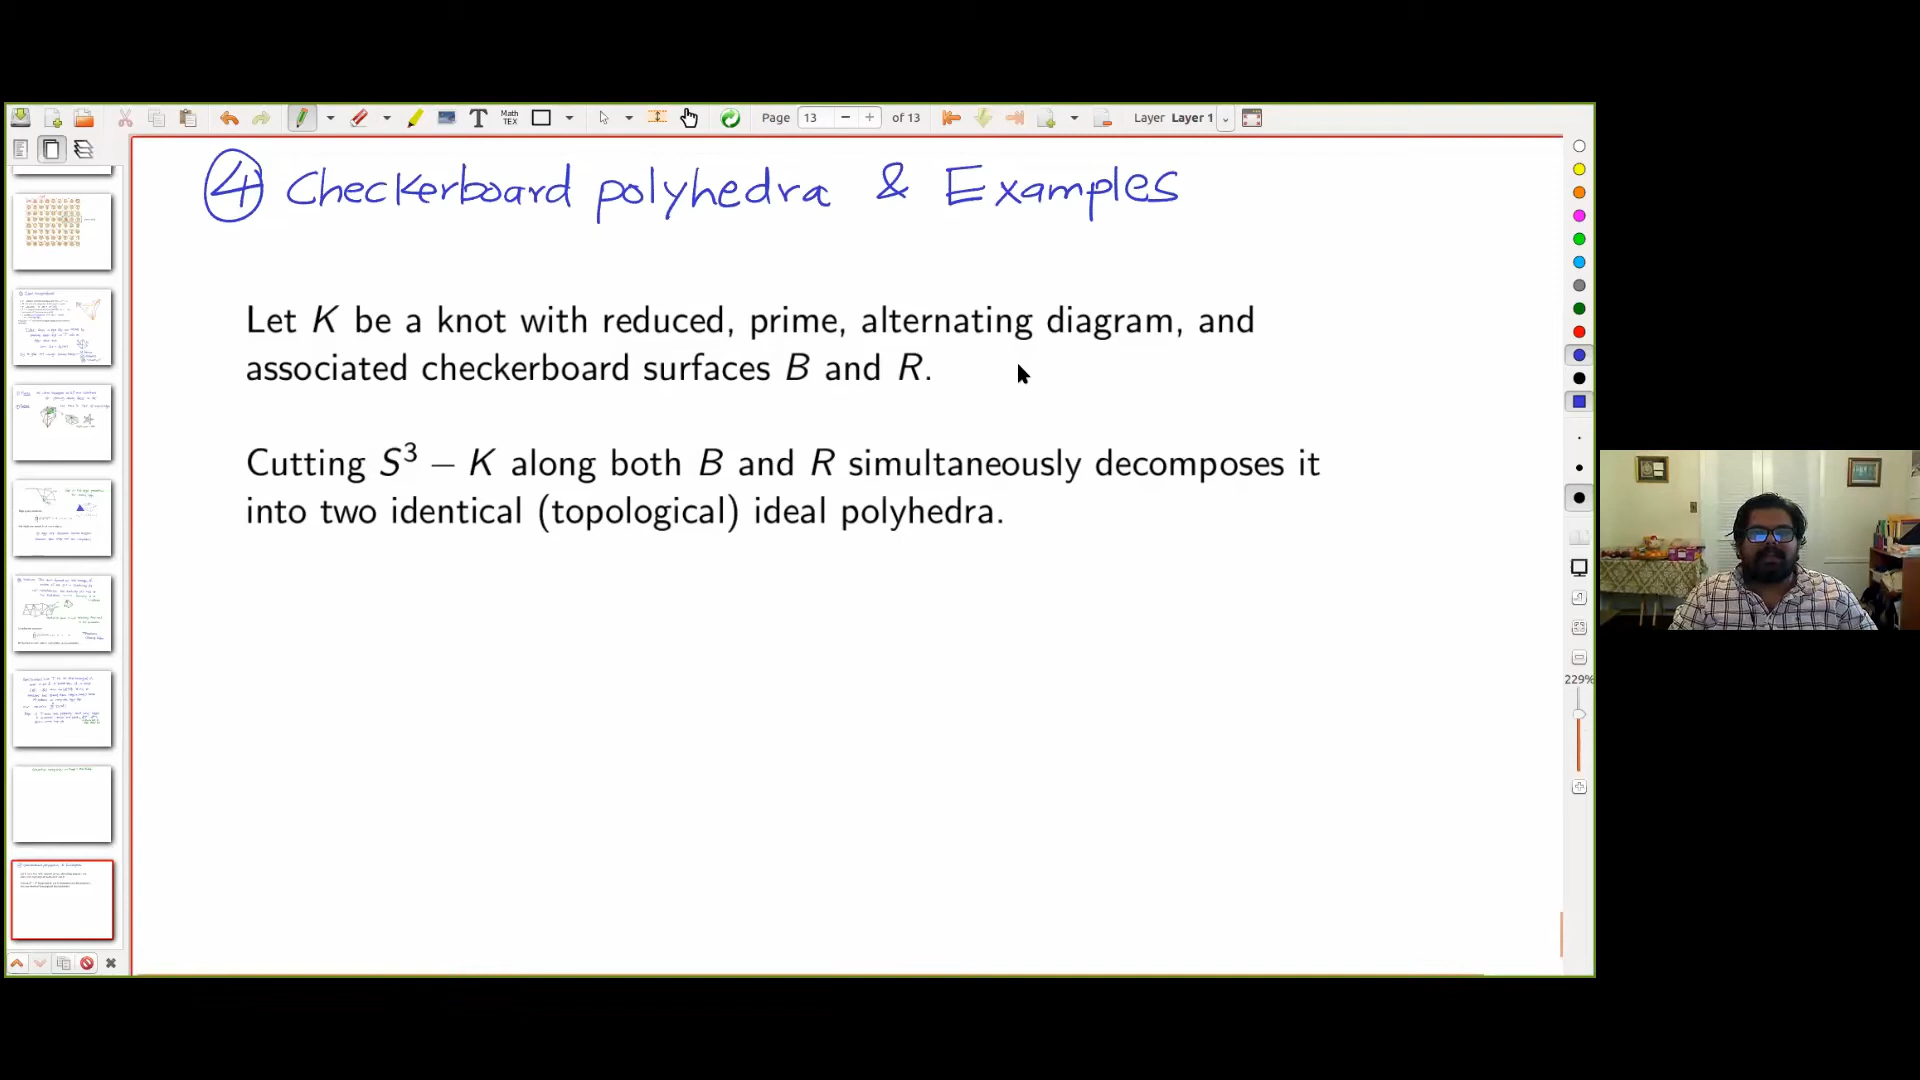 Math
TEX
Page 13 of 13
Layer Layer 1
④ Checkerboard polyhedra & Examples
Let K be a knot with reduced, prime, alternating diagram, and
associated checkerboard surfaces B and R.
Cutting S³ − K along both B and R simultaneously decomposes it
into two identical (topological) ideal polyhedra.
229%